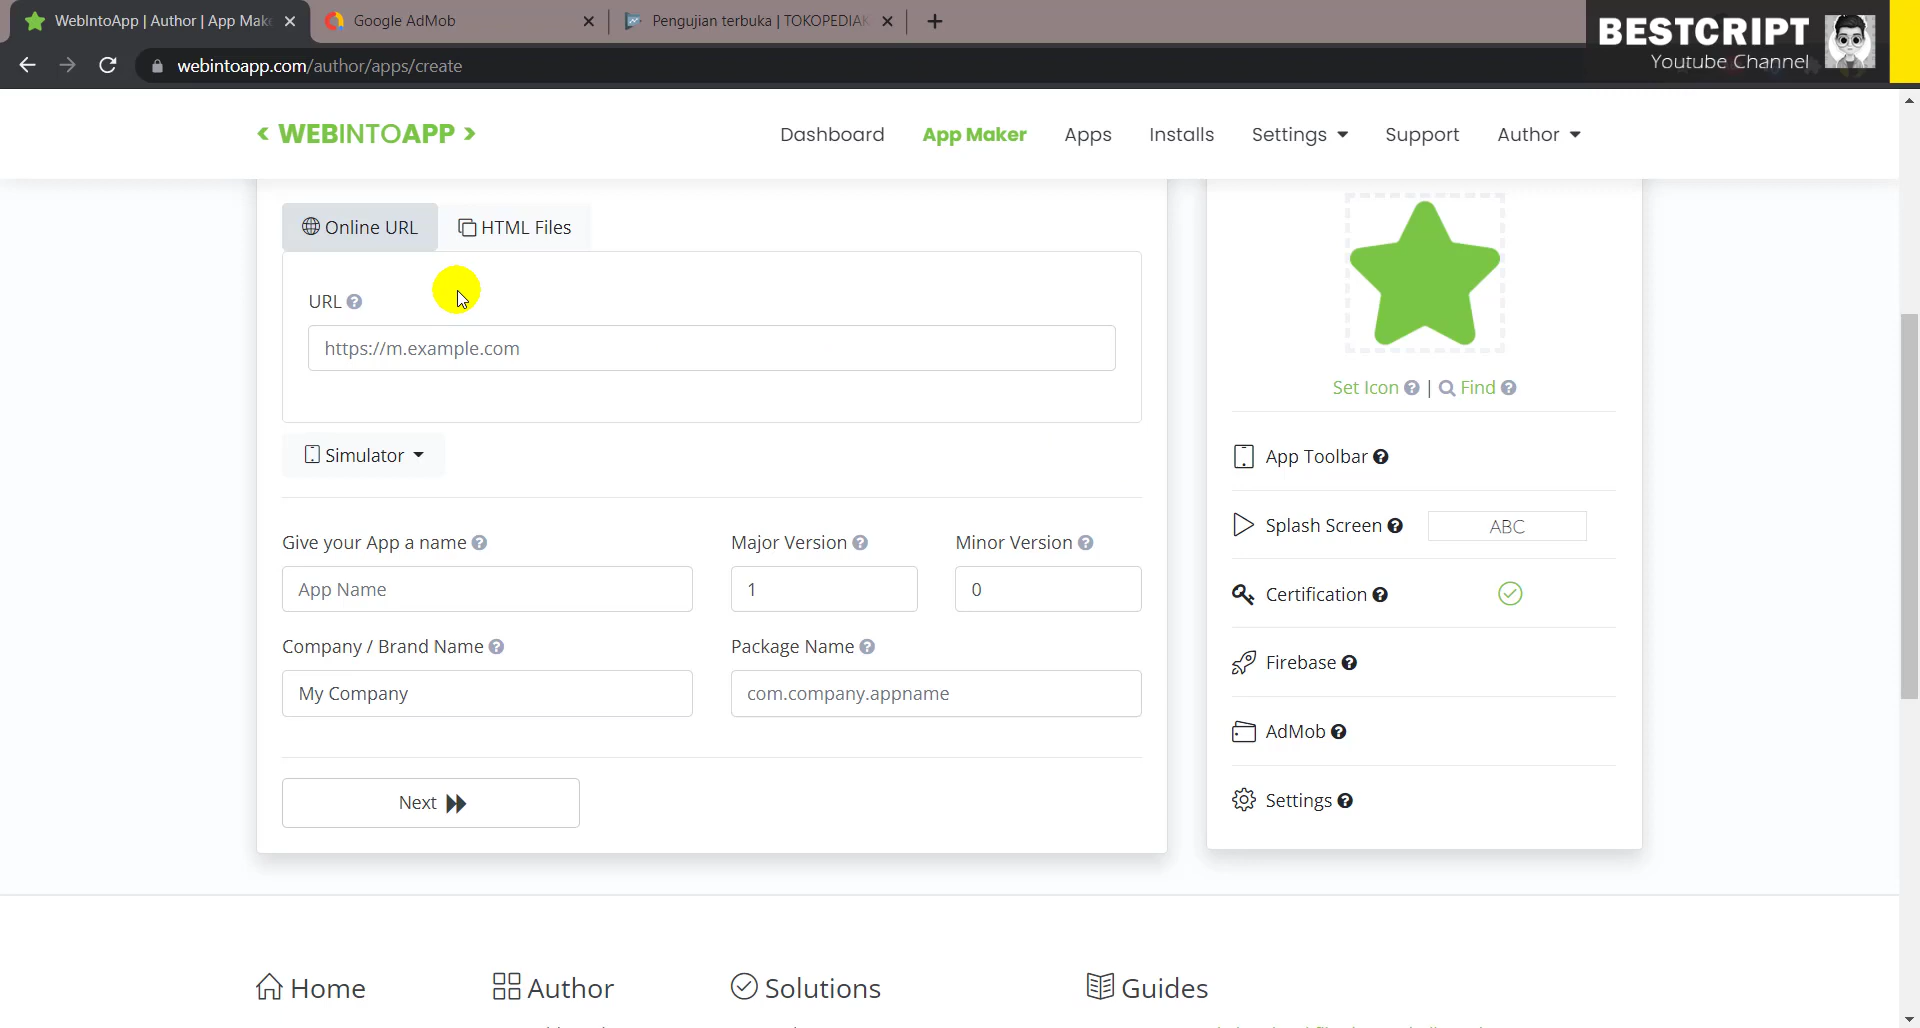 WebIntoApp | Author | App Mak
Google AdMob
Pengujian terbuka | TOKOPEDIAK
BESTCRIPT
Youtube Channel
webintoapp.com/author/apps/create
< WEBINTOAPP >
Dashboard
App Maker
Apps
Installs
Settings
Support
Author
Online URL
HTML Files
URL
https://m.example.com
Simulator
Give your App a name
Major Version
Minor Version
App Name
1
0
Company / Brand Name
Package Name
My Company
com.company.appname
Next
Set Icon | Find
App Toolbar
Splash Screen
ABC
Certification
Firebase
AdMob
Settings
Home
Author
Solutions
Guides